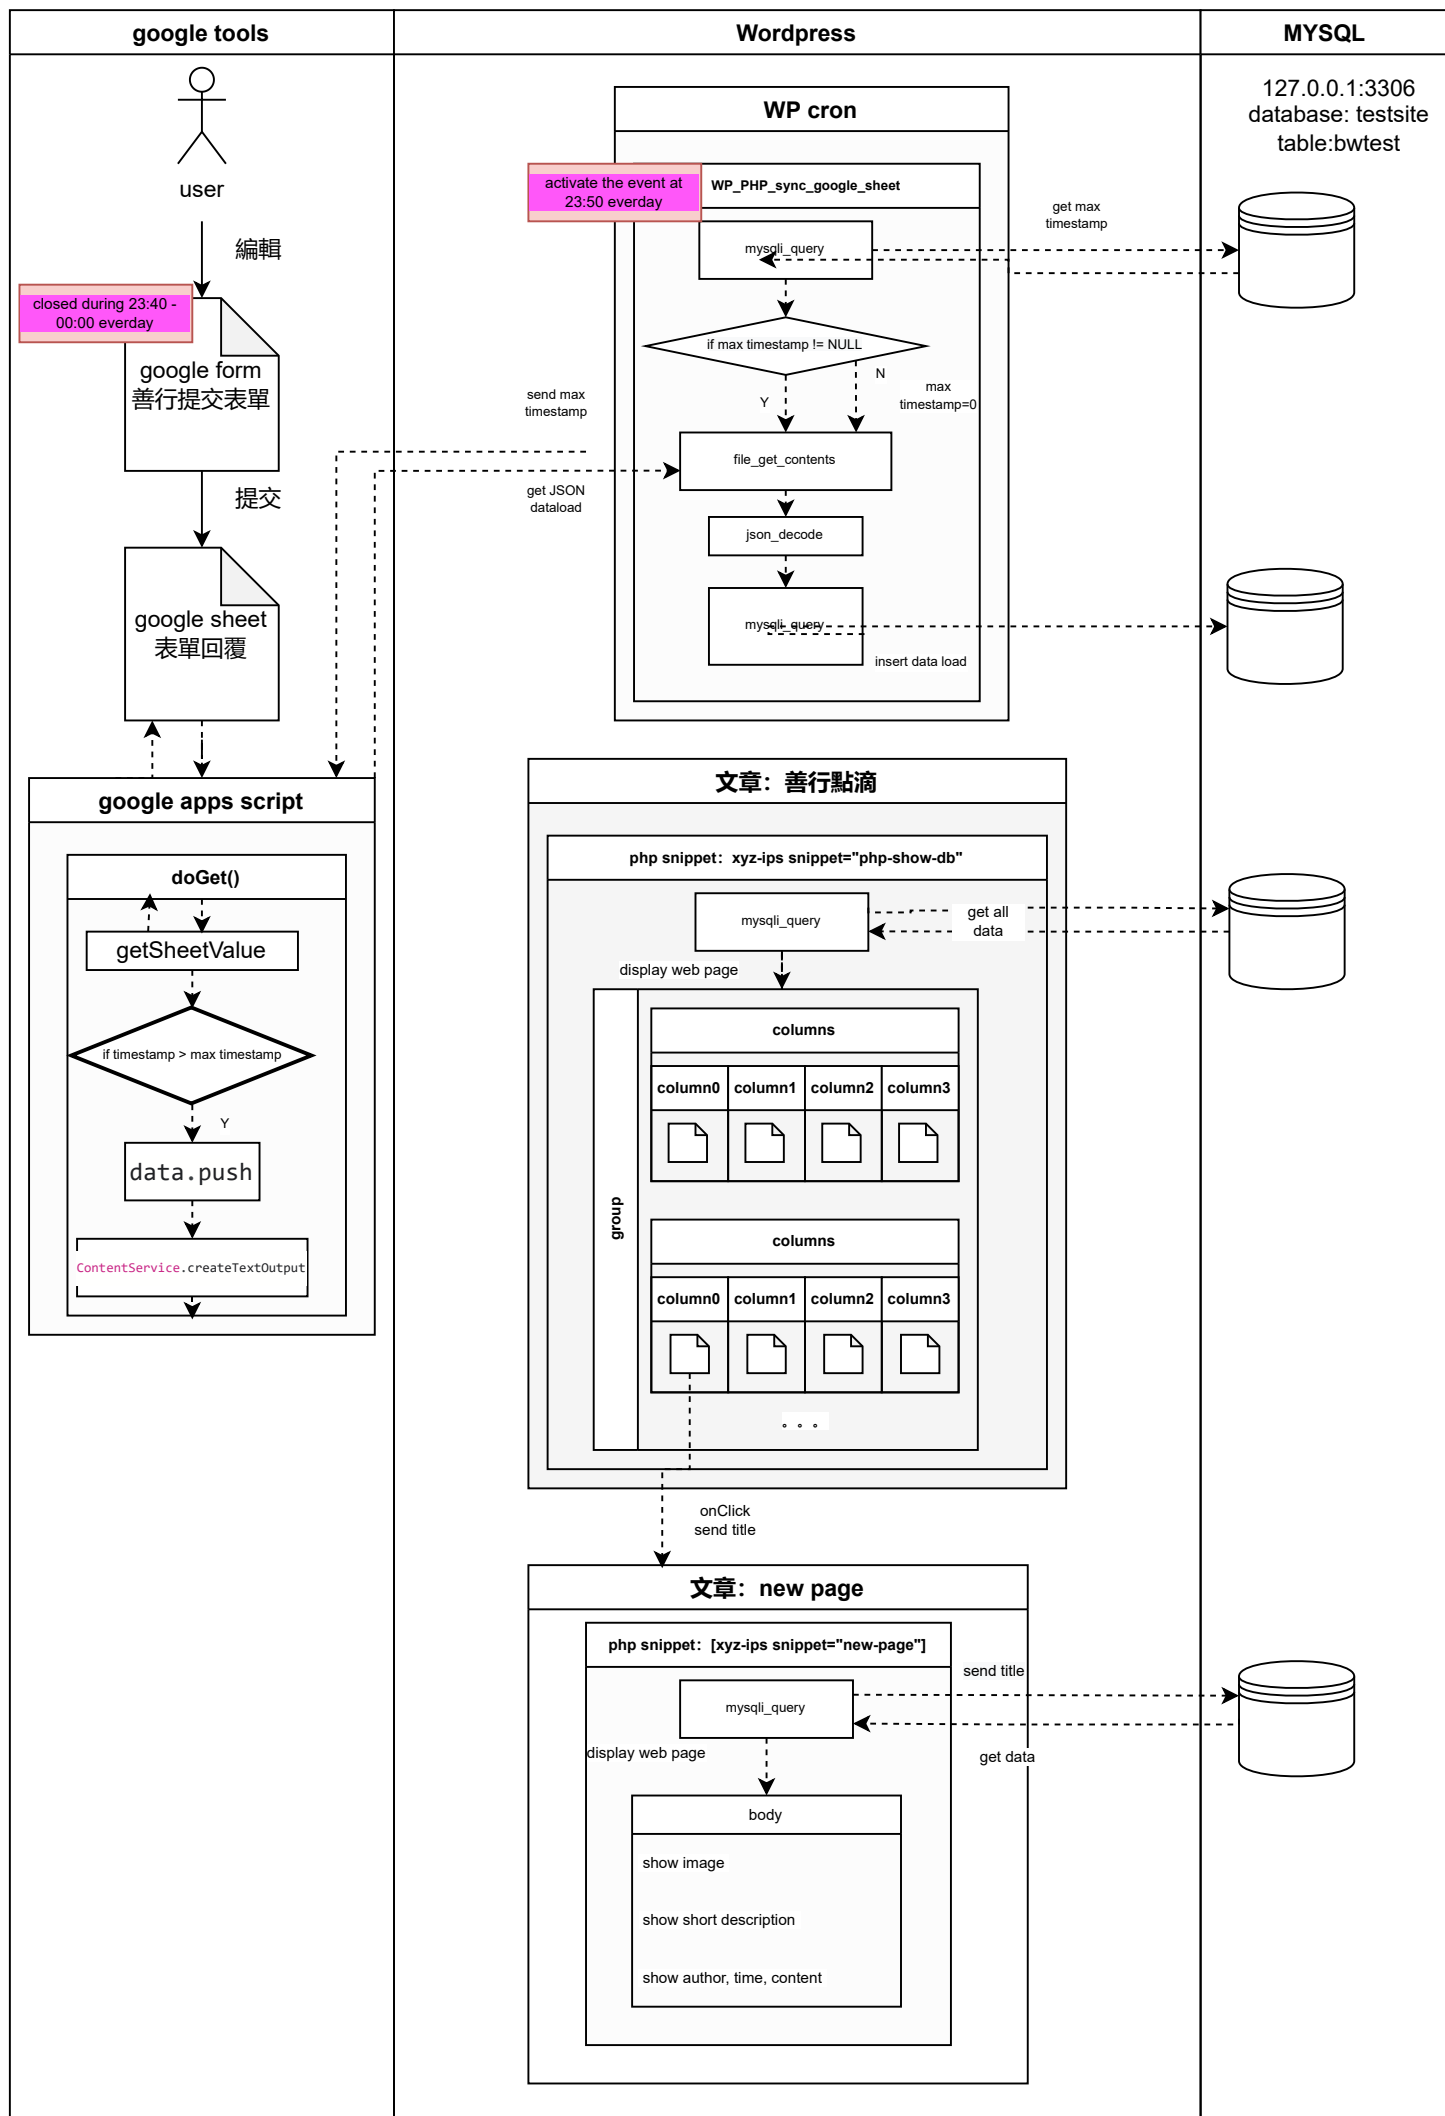 google tools
Wordpress
MYSQL
user
編輯
closed during 23:40 -
00:00 everday
google form
善行提交表單
提交
google sheet
表單回覆
google apps script
doGet()
getSheetValue
if timestamp > max timestamp
Y
data.push
ContentService.createTextOutput
WP cron
activate the event at
23:50 everday
WP_PHP_sync_google_sheet
mysqli_query
get max
timestamp
if max timestamp != NULL
N
Y
max
timestamp=0
send max
timestamp
file_get_contents
get JSON
dataload
json_decode
mysqli_query
insert data load
文章：善行點滴
php snippet：xyz-ips snippet="php-show-db"
mysqli_query
get all
data
display web page
group
columns
column0 column1 column2 column3
columns
column0 column1 column2 column3
。。。
onClick
send title
文章：new page
php snippet：[xyz-ips snippet="new-page"]
send title
mysqli_query
display web page
get data
body
show image
show short description
show author, time, content
127.0.0.1:3306
database: testsite
table:bwtest